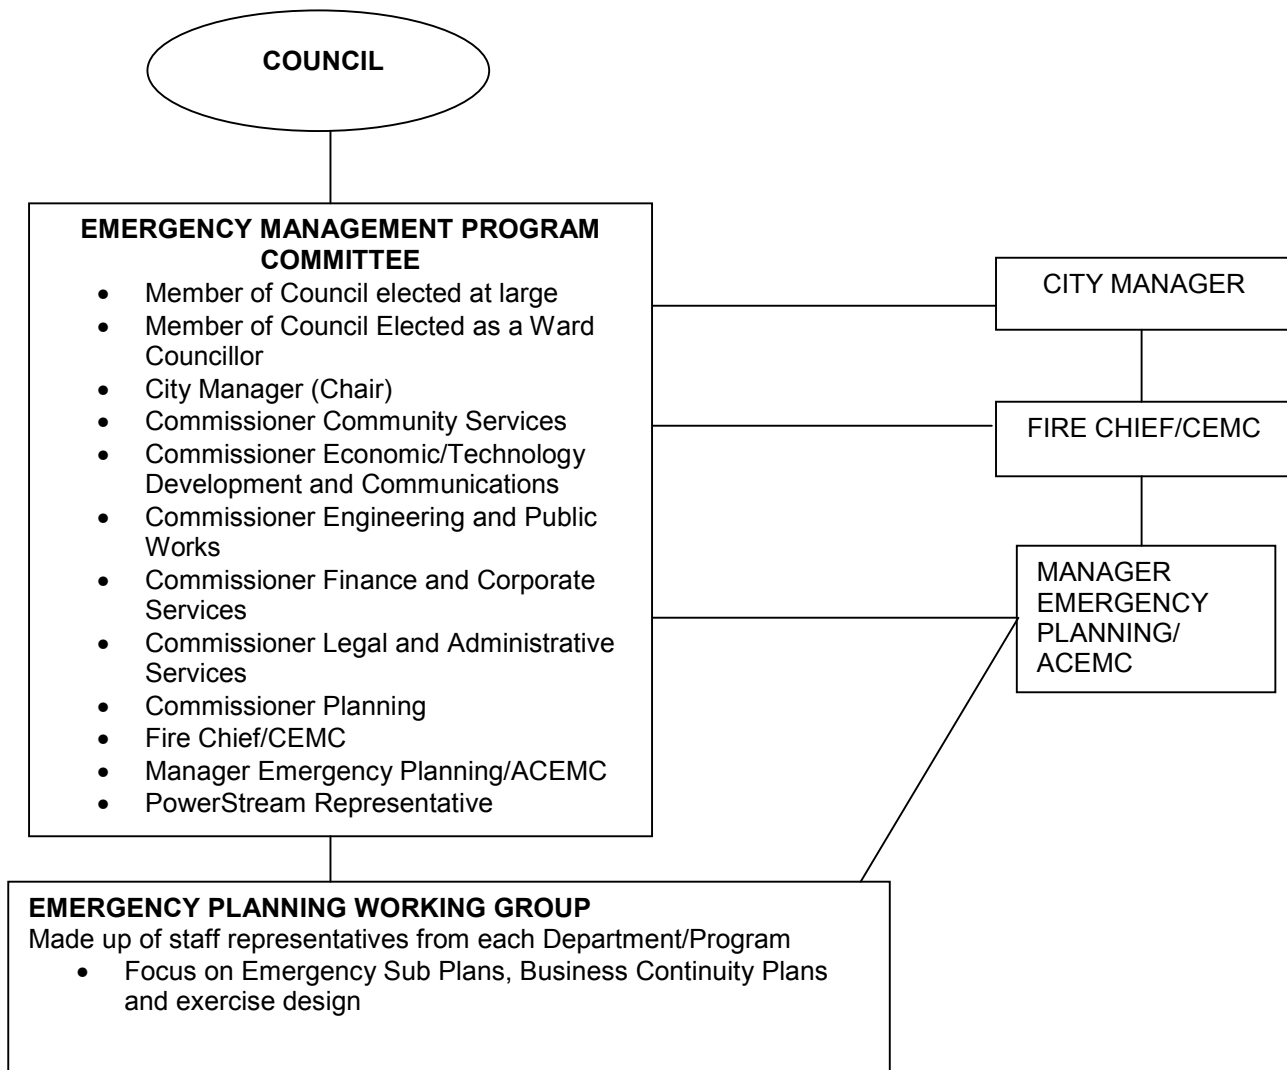 COUNCIL
EMERGENCY MANAGEMENT PROGRAM
COMMITTEE
• Member of Council elected at large
• Member of Council Elected as a Ward
Councillor
• City Manager (Chair)
• Commissioner Community Services
• Commissioner Economic/Technology
Development and Communications
• Commissioner Engineering and Public
Works
• Commissioner Finance and Corporate
Services
• Commissioner Legal and Administrative
Services
• Commissioner Planning
• Fire Chief/CEMC
• Manager Emergency Planning/ACEMC
• PowerStream Representative
CITY MANAGER
FIRE CHIEF/CEMC
MANAGER
EMERGENCY
PLANNING/
ACEMC
EMERGENCY PLANNING WORKING GROUP
Made up of staff representatives from each Department/Program
• Focus on Emergency Sub Plans, Business Continuity Plans
and exercise design